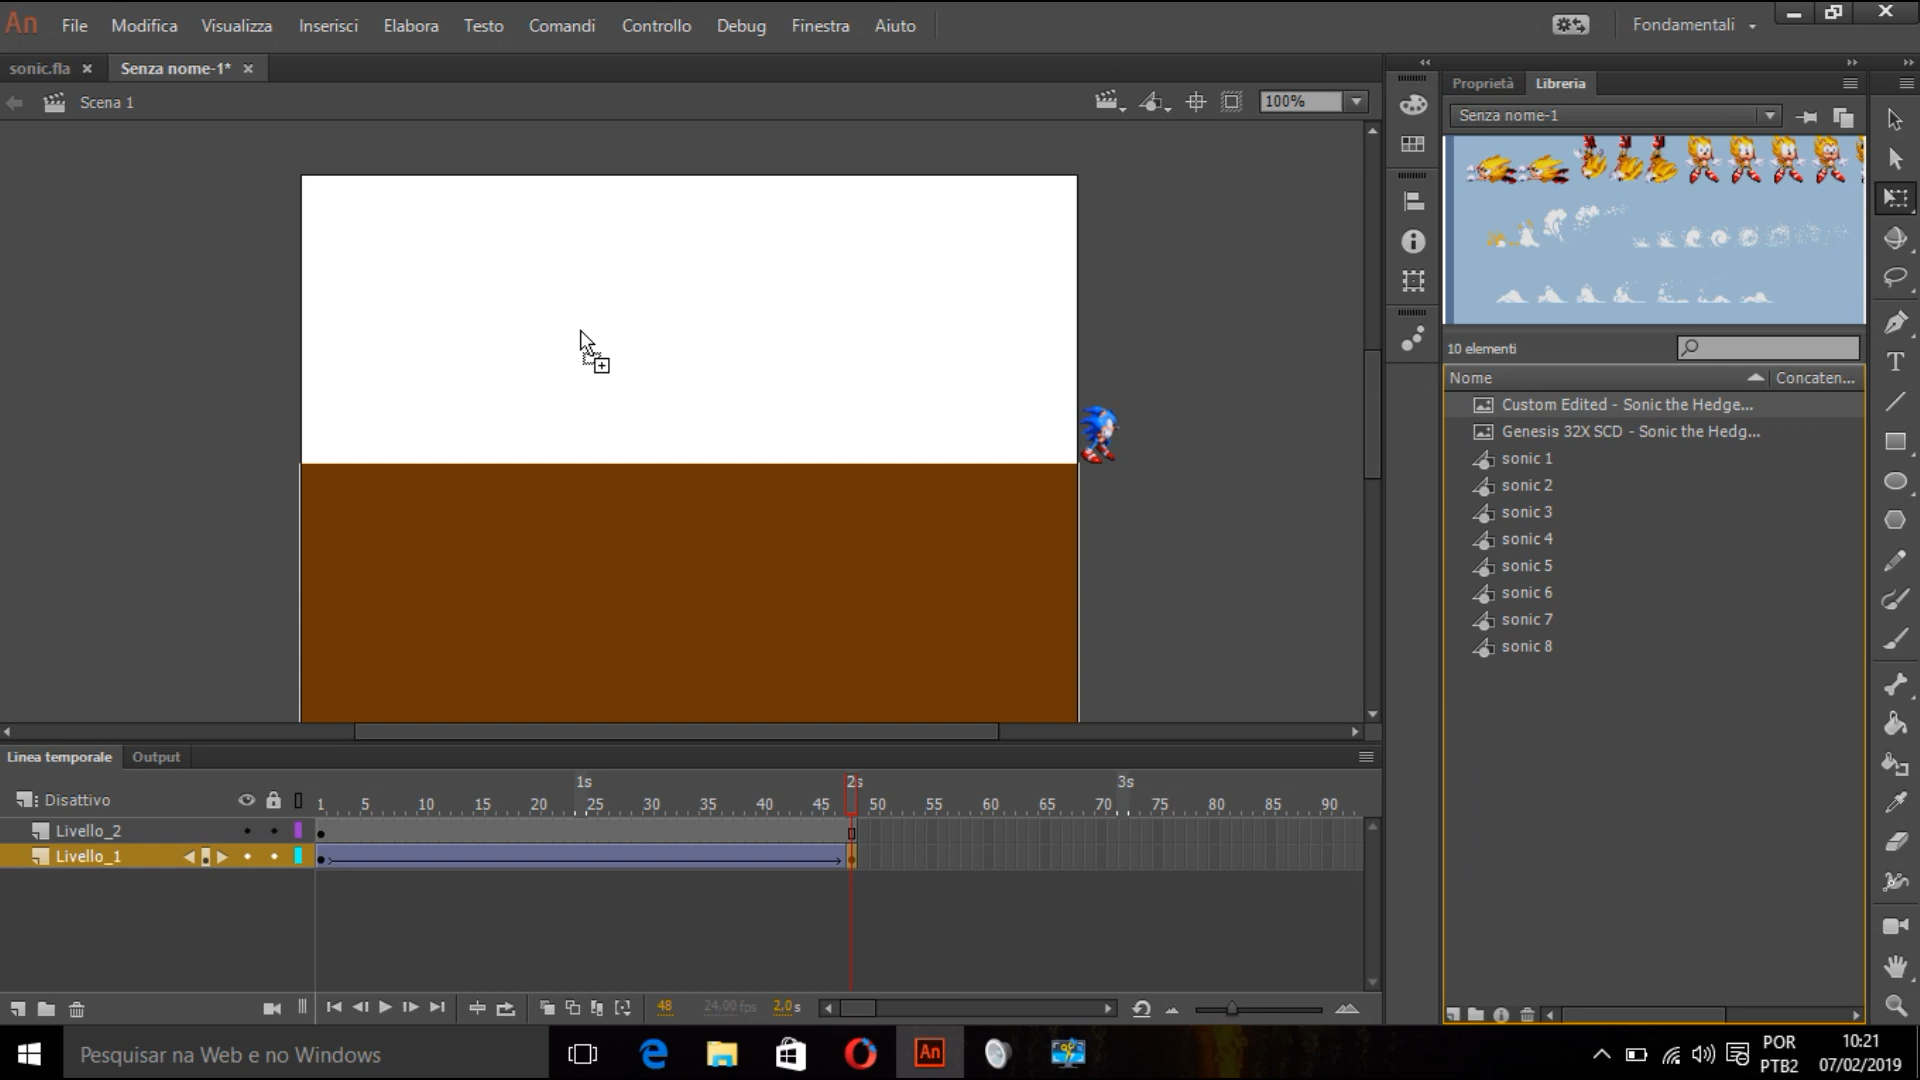 An File Modifica Visualizza Inserisci Elabora Testo Comandi Controllo Debug Finestra Aiuto Fondamentali
sonic.fla Senza nome-1*
Scena 1 100%
Proprietà Libreria
Senza nome-1
10 elementi
Nome Concaten...
Custom Edited - Sonic the Hedge...
Genesis 32X SCD - Sonic the Hedg...
sonic 1
sonic 2
sonic 3
sonic 4
sonic 5
sonic 6
sonic 7
sonic 8
Linea temporale Output
1s 2s 3s
Disattivo 1 5 10 15 20 25 30 35 40 45 50 55 60 65 70 75 80 85 90
Livello_2
Livello_1
48 24,00 fps 2,0 s
Pesquisar na Web e no Windows
An
POR
PTB2
10:21
07/02/2019